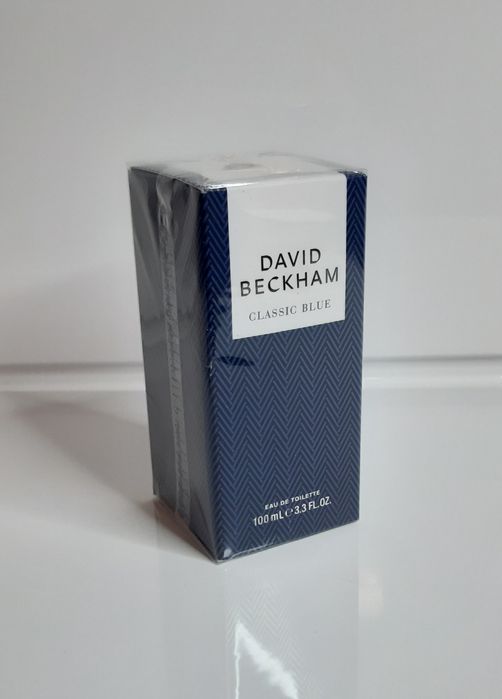 DAVID
BECKHAM
CLASSIC BLUE
EAU DE TOILETTE
100 mL ℮ 3.3 FL.OZ.